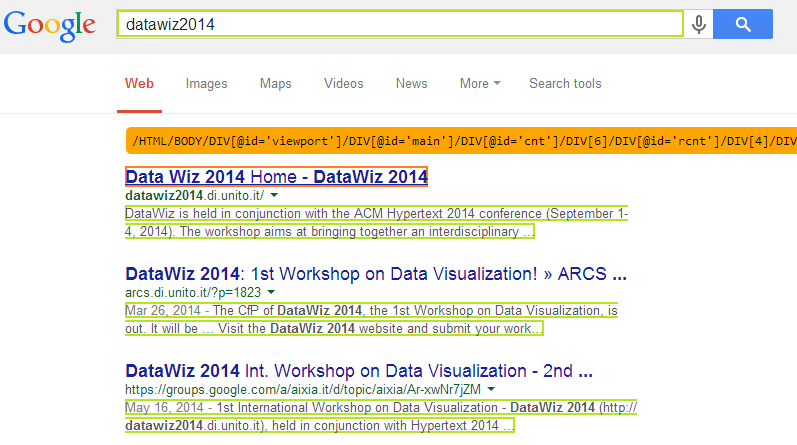 Google
datawiz2014
Web Images Maps Videos News More Search tools
/HTML/BODY/DIV[@id='viewport']/DIV[@id='main']/DIV[@id='cnt']/DIV[6]/DIV[@id='rcnt']/DIV[4]/DIV
Data Wiz 2014 Home - DataWiz 2014
datawiz2014.di.unito.it/
DataWiz is held in conjunction with the ACM Hypertext 2014 conference (September 1-
4, 2014). The workshop aims at bringing together an interdisciplinary ...
DataWiz 2014: 1st Workshop on Data Visualization! » ARCS ...
arcs.di.unito.it/?p=1823
Mar 26, 2014 - The CfP of DataWiz 2014, the 1st Workshop on Data Visualization, is
out. It will be ... Visit the DataWiz 2014 website and submit your work...
DataWiz 2014 Int. Workshop on Data Visualization - 2nd ...
https://groups.google.com/a/aixia.it/d/topic/aixia/Ar-xwNr7jZM
May 16, 2014 - 1st International Workshop on Data Visualization - DataWiz 2014 (http://
datawiz2014.di.unito.it), held in conjunction with Hypertext 2014 ...